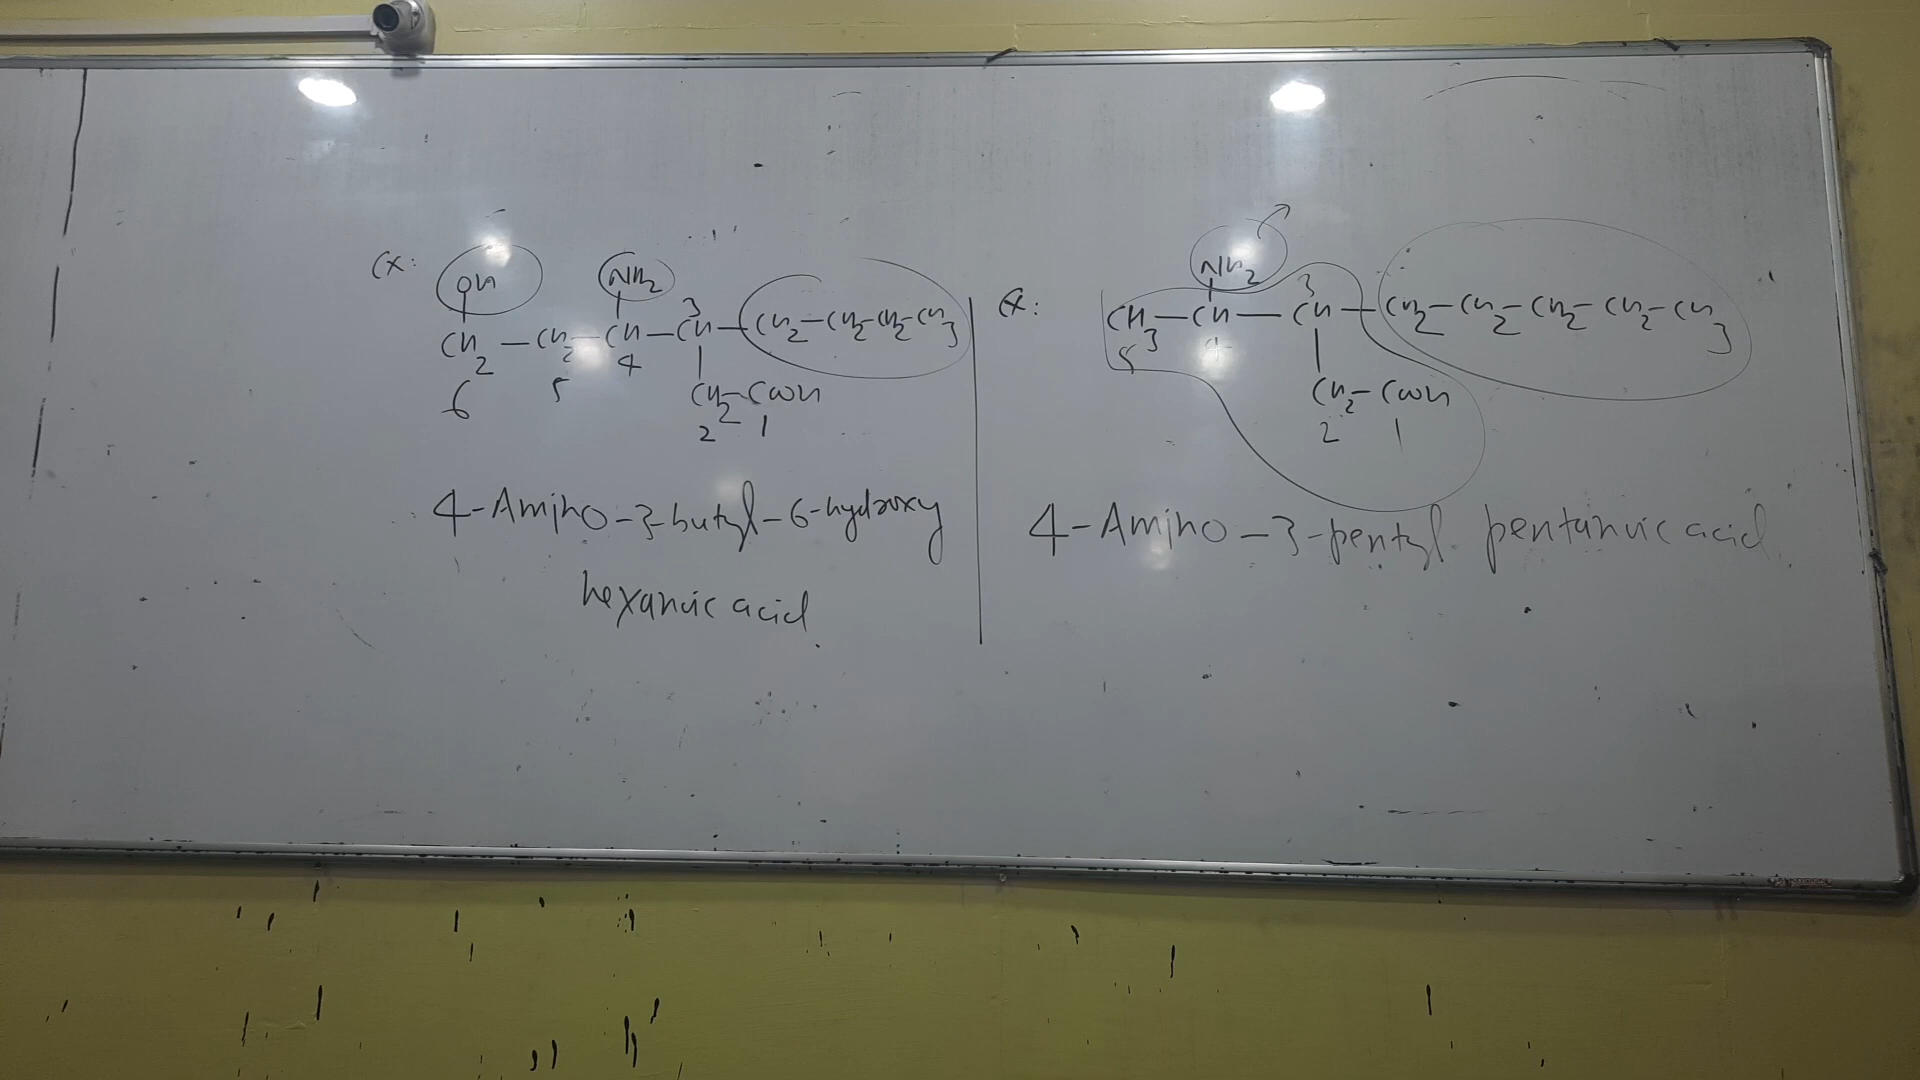 Ex:
OH NH2 3
CH2 — CH2 — CH — CH — CH2 — CH2 — CH2 — CH3
6 5 4
CH2 — COOH
2 1
4-Amino-3-butyl-6-hydroxy
hexanoic acid
Ex:
NH2 3
CH3 — CH — CH — CH2 — CH2 — CH2 — CH2 — CH3
5 4
CH2 — COOH
2 1
4-Amino-3-pentyl pentanoic acid